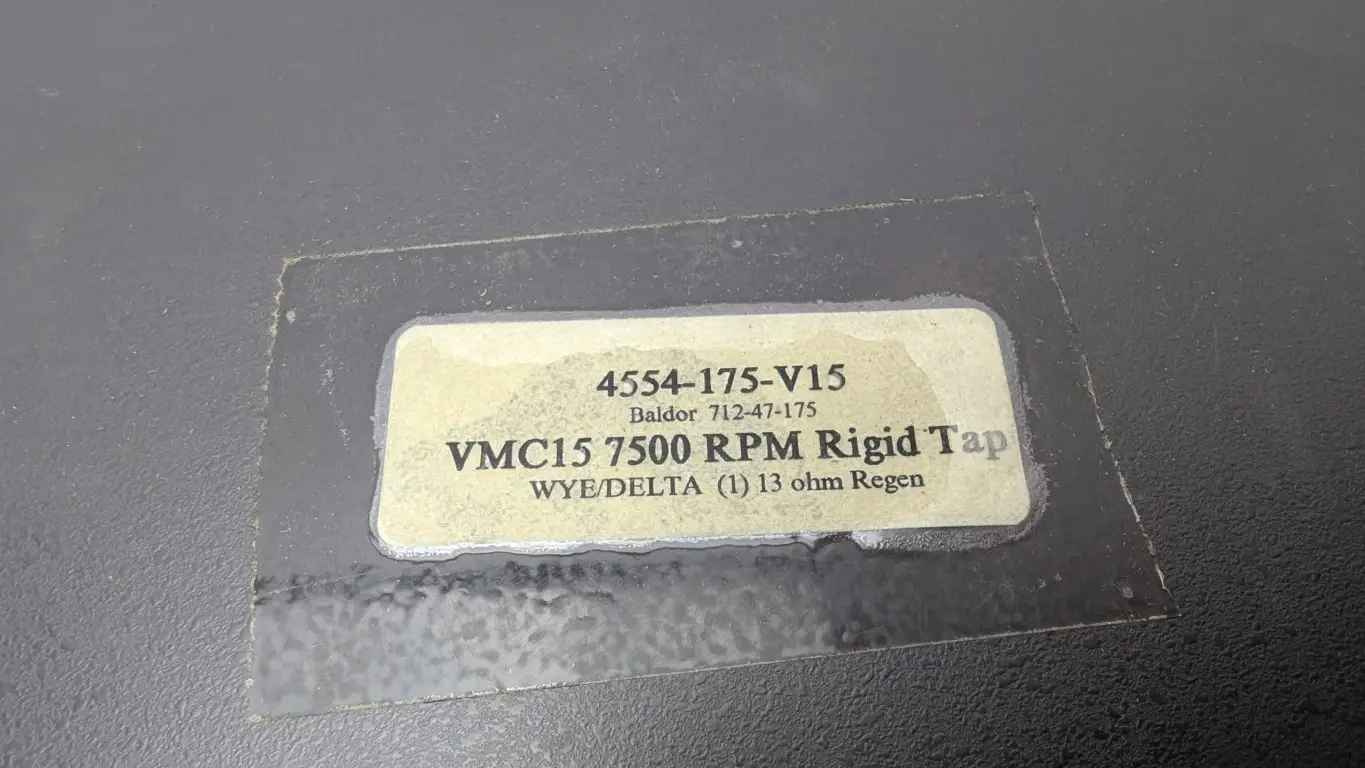 4554-175-V15
Baldor 712-47-175
VMC15 7500 RPM Rigid Tap
WYE/DELTA (1) 13 ohm Regen